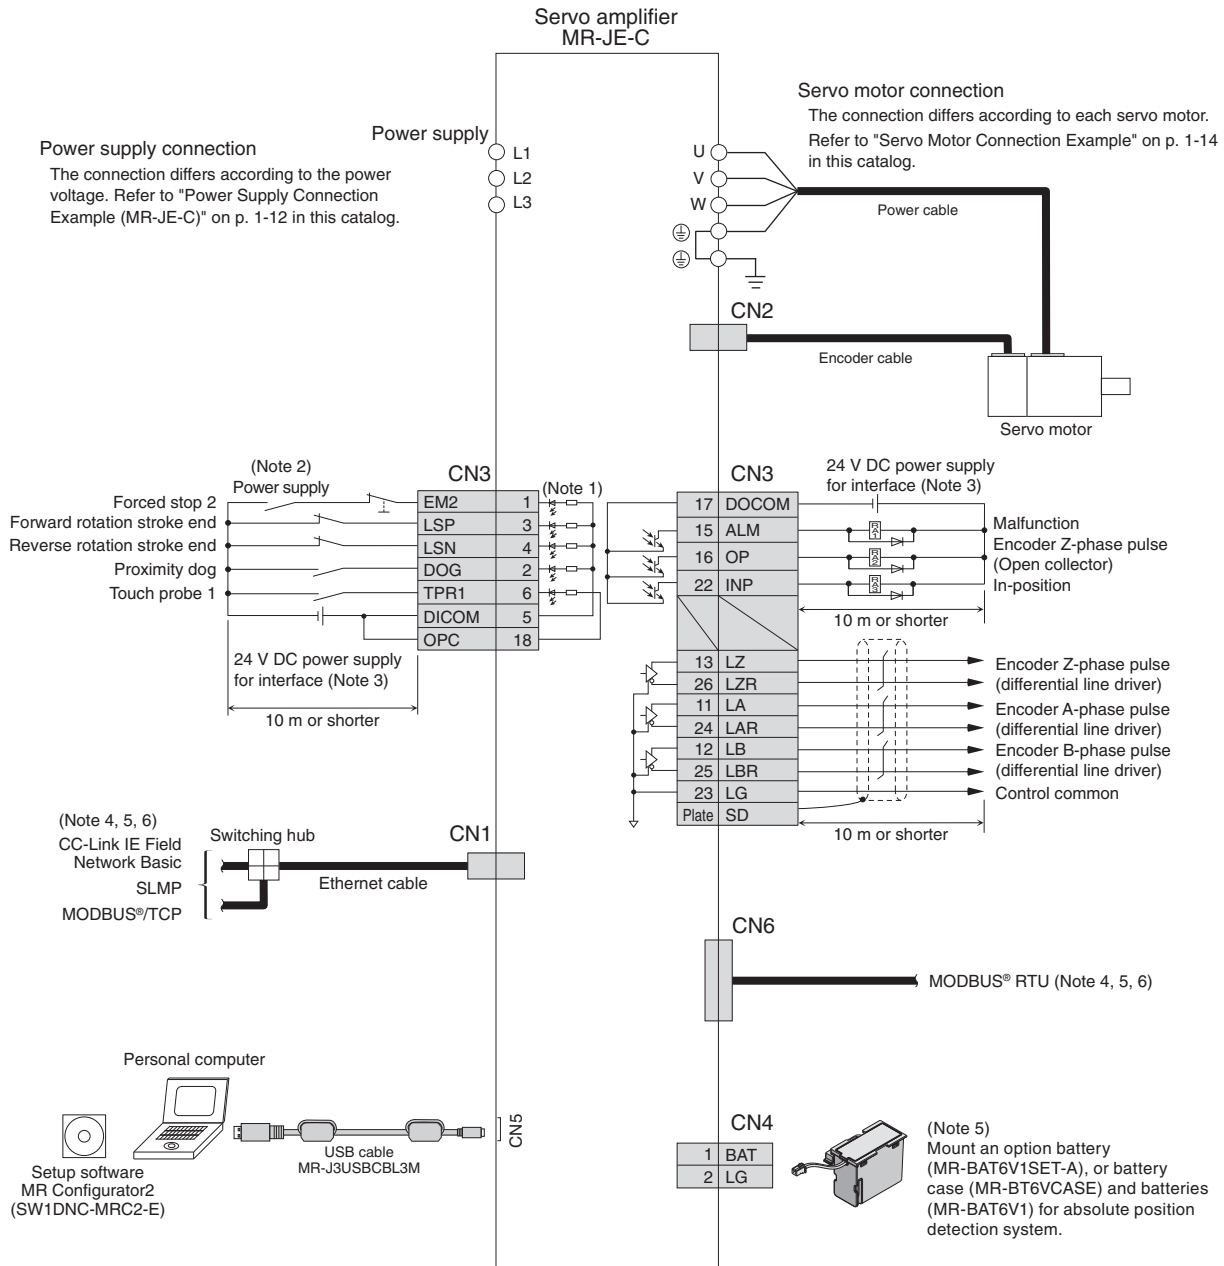 Servo amplifier
MR-JE-C
Power supply connection
The connection differs according to the power
voltage. Refer to "Power Supply Connection
Example (MR-JE-C)" on p. 1-12 in this catalog.
Power supply
L1
L2
L3
Servo motor connection
The connection differs according to each servo motor.
Refer to "Servo Motor Connection Example" on p. 1-14
in this catalog.
U
V
W
Power cable
CN2
Encoder cable
Servo motor
(Note 2)
Power supply
CN3
(Note 1)
Forced stop 2
EM2 1
Forward rotation stroke end
LSP 3
Reverse rotation stroke end
LSN 4
Proximity dog
DOG 2
Touch probe 1
TPR1 6
DICOM 5
OPC 18
24 V DC power supply
for interface (Note 3)
10 m or shorter
CN3
24 V DC power supply
for interface (Note 3)
17 DOCOM
15 ALM
RA1
Malfunction
16 OP
RA2
Encoder Z-phase pulse
(Open collector)
22 INP
RA3
In-position
10 m or shorter
13 LZ
26 LZR
Encoder Z-phase pulse
(differential line driver)
11 LA
24 LAR
Encoder A-phase pulse
(differential line driver)
12 LB
25 LBR
Encoder B-phase pulse
(differential line driver)
23 LG
Control common
Plate SD
10 m or shorter
(Note 4, 5, 6)
CC-Link IE Field
Network Basic
SLMP
MODBUS®/TCP
Switching hub
Ethernet cable
CN1
CN6
MODBUS® RTU (Note 4, 5, 6)
Personal computer
Setup software
MR Configurator2
(SW1DNC-MRC2-E)
USB cable
MR-J3USBCBL3M
CN5
CN4
1 BAT
2 LG
(Note 5)
Mount an option battery
(MR-BAT6V1SET-A), or battery
case (MR-BT6VCASE) and batteries
(MR-BAT6V1) for absolute position
detection system.